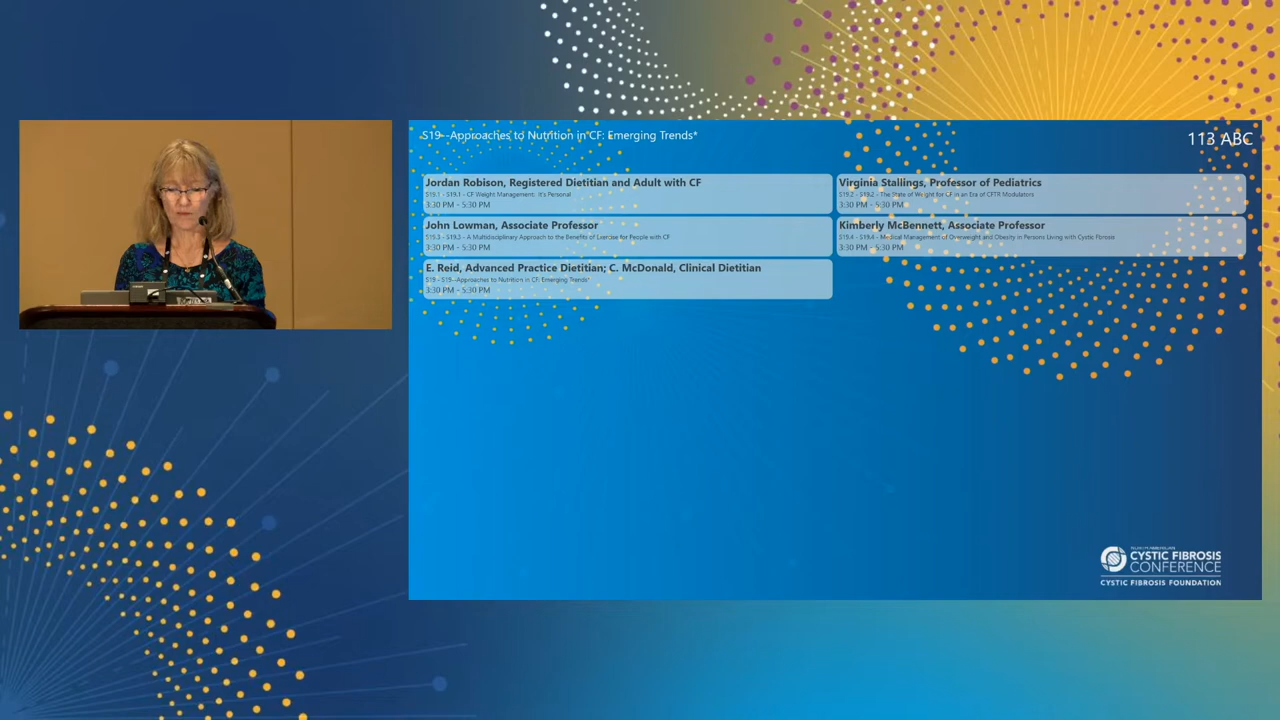 S19--Approaches to Nutrition in CF: Emerging Trends*
113 ABC
Jordan Robison, Registered Dietitian and Adult with CF
S19.1 - S19.1 - CF Weight Management: It's Personal
3:30 PM - 5:30 PM
Virginia Stallings, Professor of Pediatrics
S19.2 - S19.2 - The State of Weight for CF in an Era of CFTR Modulators
3:30 PM - 5:30 PM
John Lowman, Associate Professor
S19.3 - S19.3 - A Multidisciplinary Approach to the Benefits of Exercise for People with CF
3:30 PM - 5:30 PM
Kimberly McBennett, Associate Professor
S19.4 - S19.4 - Medical Management of Overweight and Obesity in Persons Living with Cystic Fibrosis
3:30 PM - 5:30 PM
E. Reid, Advanced Practice Dietitian; C. McDonald, Clinical Dietitian
S19 - S19--Approaches to Nutrition in CF: Emerging Trends*
3:30 PM - 5:30 PM
CYSTIC FIBROSIS
CONFERENCE
CYSTIC FIBROSIS FOUNDATION